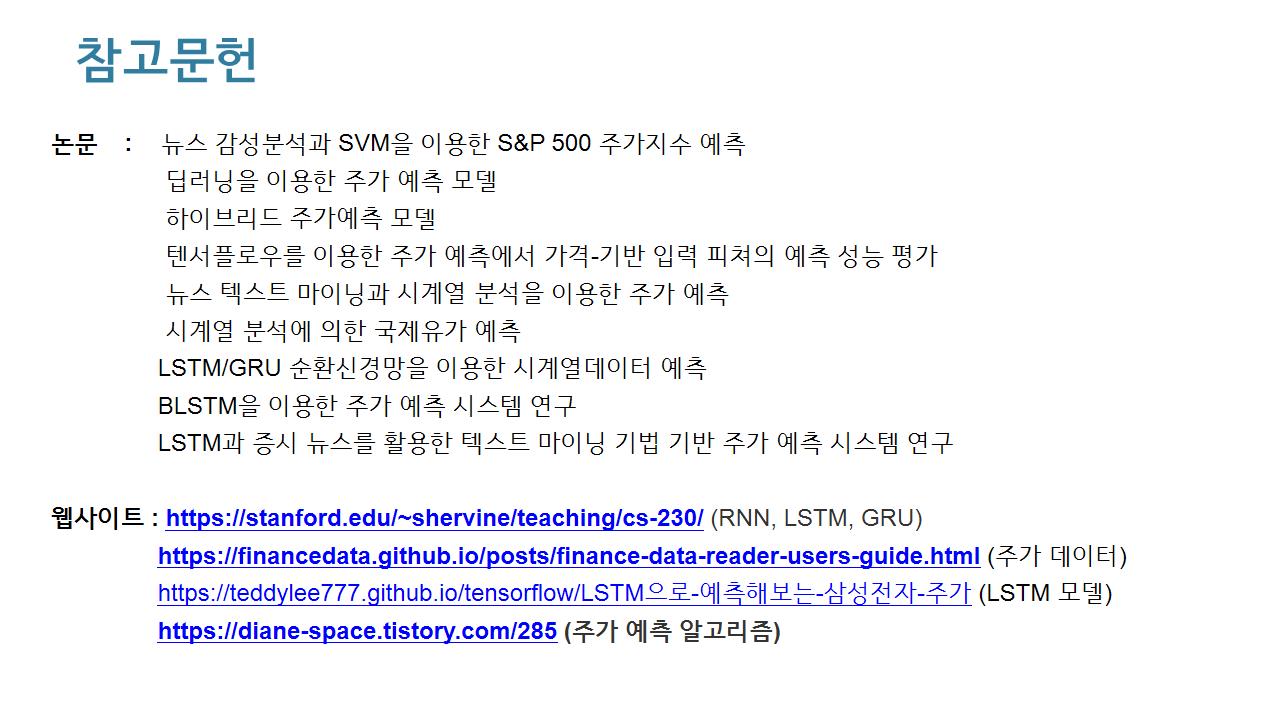 참고문헌
논문 : 뉴스 감성분석과 SVM을 이용한 S&P 500 주가지수 예측
딥러닝을 이용한 주가 예측 모델
하이브리드 주가예측 모델
텐서플로우를 이용한 주가 예측에서 가격-기반 입력 피쳐의 예측 성능 평가
뉴스 텍스트 마이닝과 시계열 분석을 이용한 주가 예측
시계열 분석에 의한 국제유가 예측
LSTM/GRU 순환신경망을 이용한 시계열데이터 예측
BLSTM을 이용한 주가 예측 시스템 연구
LSTM과 증시 뉴스를 활용한 텍스트 마이닝 기법 기반 주가 예측 시스템 연구
웹사이트 : https://stanford.edu/~shervine/teaching/cs-230/ (RNN, LSTM, GRU)
https://financedata.github.io/posts/finance-data-reader-users-guide.html (주가 데이터)
https://teddylee777.github.io/tensorflow/LSTM으로-예측해보는-삼성전자-주가 (LSTM 모델)
https://diane-space.tistory.com/285 (주가 예측 알고리즘)